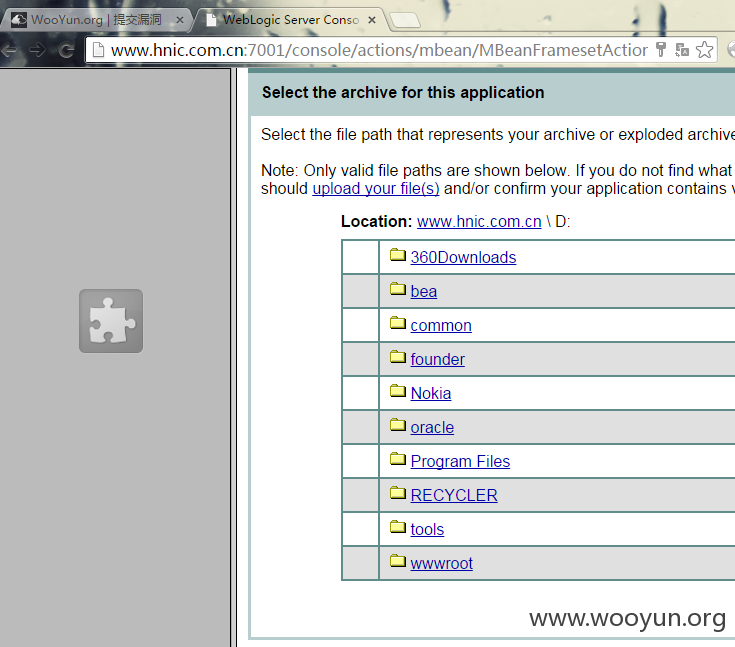 WooYun.org | 提交漏洞
WebLogic Server Conso
www.hnic.com.cn:7001/console/actions/mbean/MBeanFramesetAction
Select the archive for this application
Select the file path that represents your archive or exploded archive
Note: Only valid file paths are shown below. If you do not find what
should upload your file(s) and/or confirm your application contains v
Location: www.hnic.com.cn \ D:
360Downloads
bea
common
founder
Nokia
oracle
Program Files
RECYCLER
tools
wwwroot
www.wooyun.org